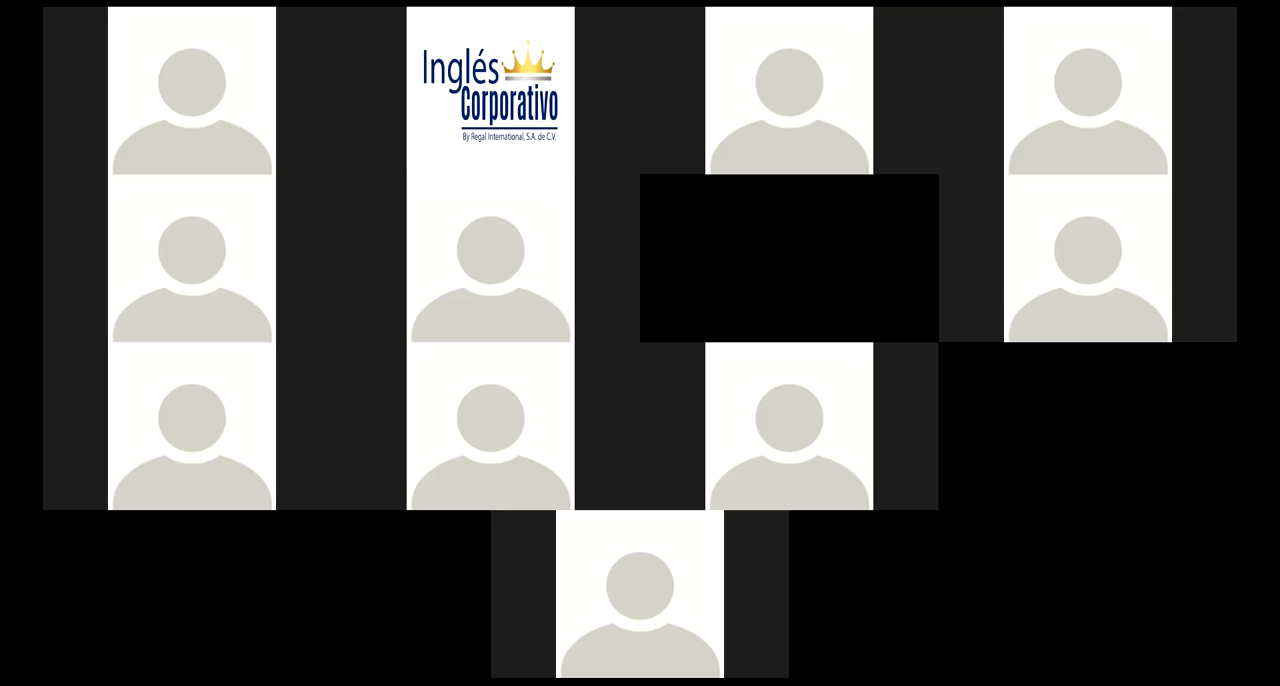 Inglés
Corporativo
By Regal International, S.A. de C.V.